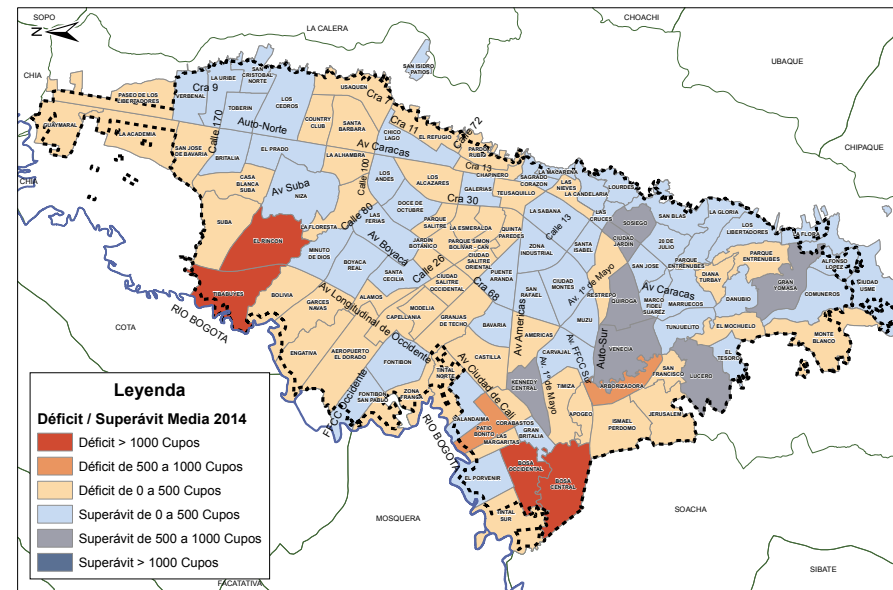 SOPO
LA CALERA
CHOACHI
N
UBAQUE
CHIA
CHIPAQUE
SAN ISIDRO
PATIOS
PASEO DE LOS
LIBERTADORES
VERBENAL
LA URIBE
SAN
CRISTOBAL
NORTE
Cra 9
TOBERIN
LOS
CEDROS
USAQUEN
GUAYMARAL
LA ACADEMIA
Calle 170
Auto-Norte
COUNTRY
CLUB
SANTA
BARBARA
Cra 11
CHICO
LAGO
EL REFUGIO
Calle 72
PARDO
RUBIO
SAN JOSE
DE BAVARIA
BRITALIA
EL PRADO
LA ALHAMBRA
Av Caracas
Cra 13
CHAPINERO
SAGRADO
CORAZON
LA MACARENA
LAS
NIEVES
LA CANDELARIA
LOURDES
CHIA
CASA
BLANCA
SUBA
Av Suba
NIZA
Calle 100
LOS
ANDES
LOS
ALCAZARES
GALERIAS
TEUSAQUILLO
Cra 30
LAS
CRUCES
SOSIEGO
SAN BLAS
LA GLORIA
LOS
LIBERTADORES
LA FLORA
SUBA
LA FLORESTA
Calle 80
LAS
FERIAS
DOCE DE
OCTUBRE
PARQUE
SALITRE
LA ESMERALDA
QUINTA
PAREDES
LA SABANA
Calle 13
CIUDAD
JARDIN
20 DE
JULIO
EL RINCON
MINUTO
DE DIOS
Av Boyacá
BOYACA
REAL
JARDIN
BOTANICO
PARQUE SIMON
BOLIVAR - CAN
CIUDAD
SALITRE
ORIENTAL
ZONA
INDUSTRIAL
SANTA
ISABEL
SAN JOSE
PARQUE
ENTRENUBES
PARQUE
ENTRENUBES
ALFONSO
LOPEZ
TIBABUYES
BOLIVIA
SANTA
CECILIA
Calle 26
CIUDAD
SALITRE
OCCIDENTAL
PUENTE
ARANDA
Cra 68
CIUDAD
MONTES
Av. 1º de Mayo
RESTREPO
QUIROGA
Av Caracas
MARCO
FIDEL
SUAREZ
MARRUECOS
DIANA
TURBAY
DANUBIO
GRAN
YOMASA
COMUNEROS
CIUDAD
USME
GARCES
NAVAS
ALAMOS
Av Longitudinal de Occidente
MODELIA
CAPELLANIA
GRANJAS
DE TECHO
SAN
RAFAEL
BAVARIA
MUZU
Auto-Sur
TUNJUELITO
EL MOCHUELO
MONTE
BLANCO
RIO BOGOTA
COTA
ENGATIVA
AEROPUERTO
EL DORADO
FONTIBON
CASTILLA
Av Americas
AMERICAS
CARVAJAL
Av. FFCC Sur
VENECIA
SAN
FRANCISCO
LUCERO
EL
TESORO
FFCC Occidente
FONTIBON
SAN PABLO
ZONA
FRANCA
TINTAL
NORTE
Av Ciudad de Cali
KENNEDY
CENTRAL
Av. 1º de Mayo
TIMIZA
ARBORIZADORA
RIO BOGOTA
CALANDAIMA
PATIO
BONITO
CORABASTOS
LAS
MARGARITAS
GRAN
BRITALIA
APOGEO
ISMAEL
PERDOMO
JERUSALEM
EL PORVENIR
BOSA
OCCIDENTAL
BOSA
CENTRAL
TINTAL
SUR
MOSQUERA
SOACHA
SIBATE
FACATATIVA
Leyenda
Déficit / Superávit Media 2014
Déficit > 1000 Cupos
Déficit de 500 a 1000 Cupos
Déficit de 0 a 500 Cupos
Superávit de 0 a 500 Cupos
Superávit de 500 a 1000 Cupos
Superávit > 1000 Cupos